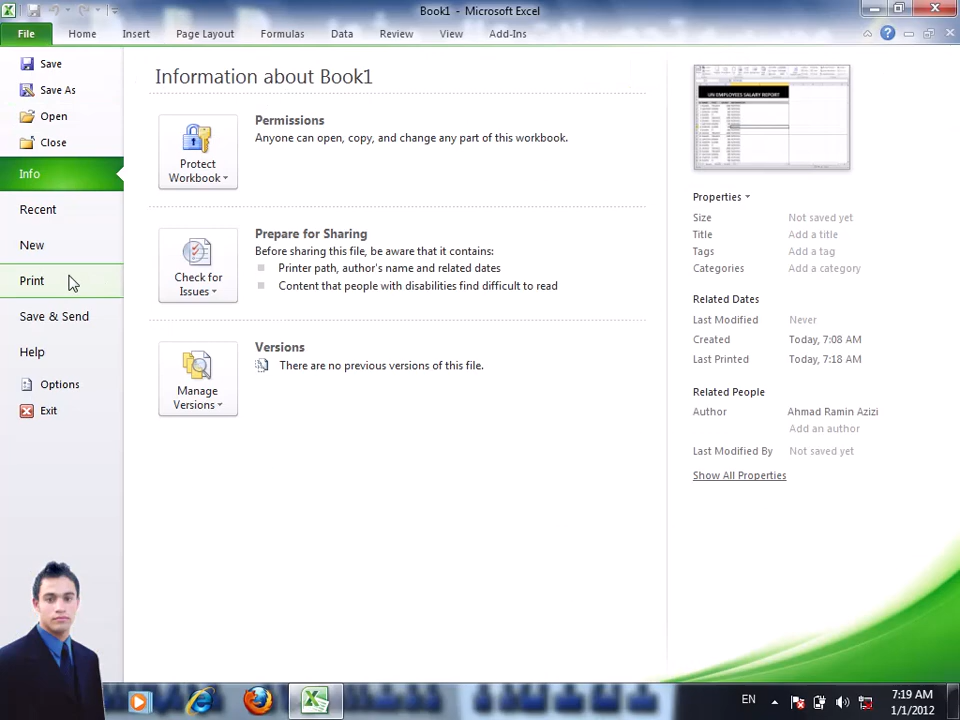 Book1 - Microsoft Excel
File Home Insert Page Layout Formulas Data Review View Add-Ins
Save
Save As
Open
Close
Info
Recent
New
Print
Save & Send
Help
Options
Exit
Information about Book1
Protect
Workbook
Permissions
Anyone can open, copy, and change any part of this workbook.
Check for
Issues
Prepare for Sharing
Before sharing this file, be aware that it contains:
Printer path, author's name and related dates
Content that people with disabilities find difficult to read
Manage
Versions
Versions
There are no previous versions of this file.
UN EMPLOYEES SALARY REPORT
Properties
Size Not saved yet
Title Add a title
Tags Add a tag
Categories Add a category
Related Dates
Last Modified Never
Created Today, 7:08 AM
Last Printed Today, 7:18 AM
Related People
Author Ahmad Ramin Azizi
Add an author
Last Modified By Not saved yet
Show All Properties
EN
7:19 AM
1/1/2012